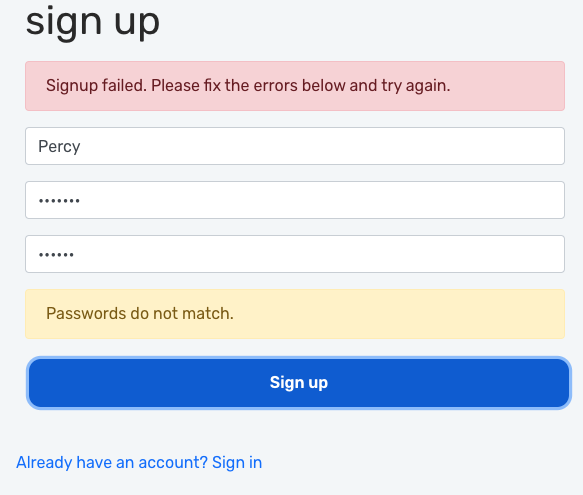 sign up
Signup failed. Please fix the errors below and try again.
Percy
•••••••
••••••
Passwords do not match.
Sign up
Already have an account? Sign in